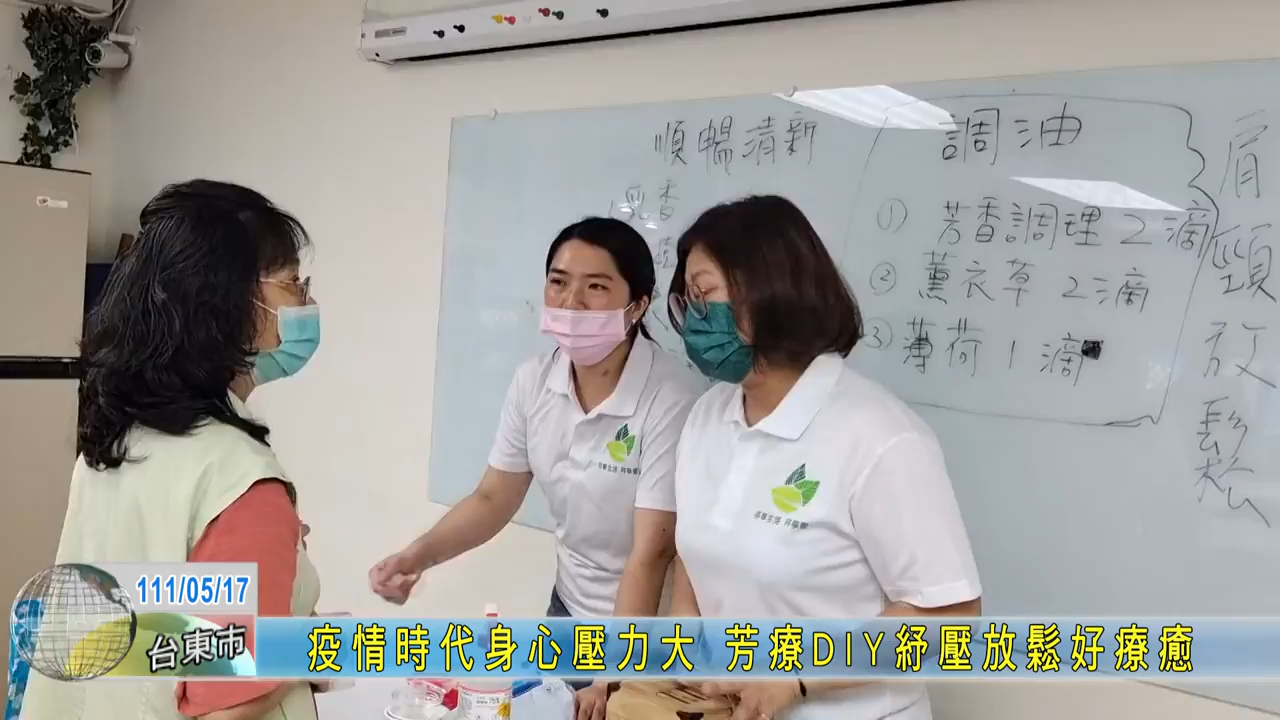 順暢清新
乳香
調油
① 芳香調理 2滴
② 薰衣草 2滴
③ 薄荷 1滴
肩頸放鬆
111/05/17
台東市
疫情時代身心壓力大 芳療DIY紓壓放鬆好療癒